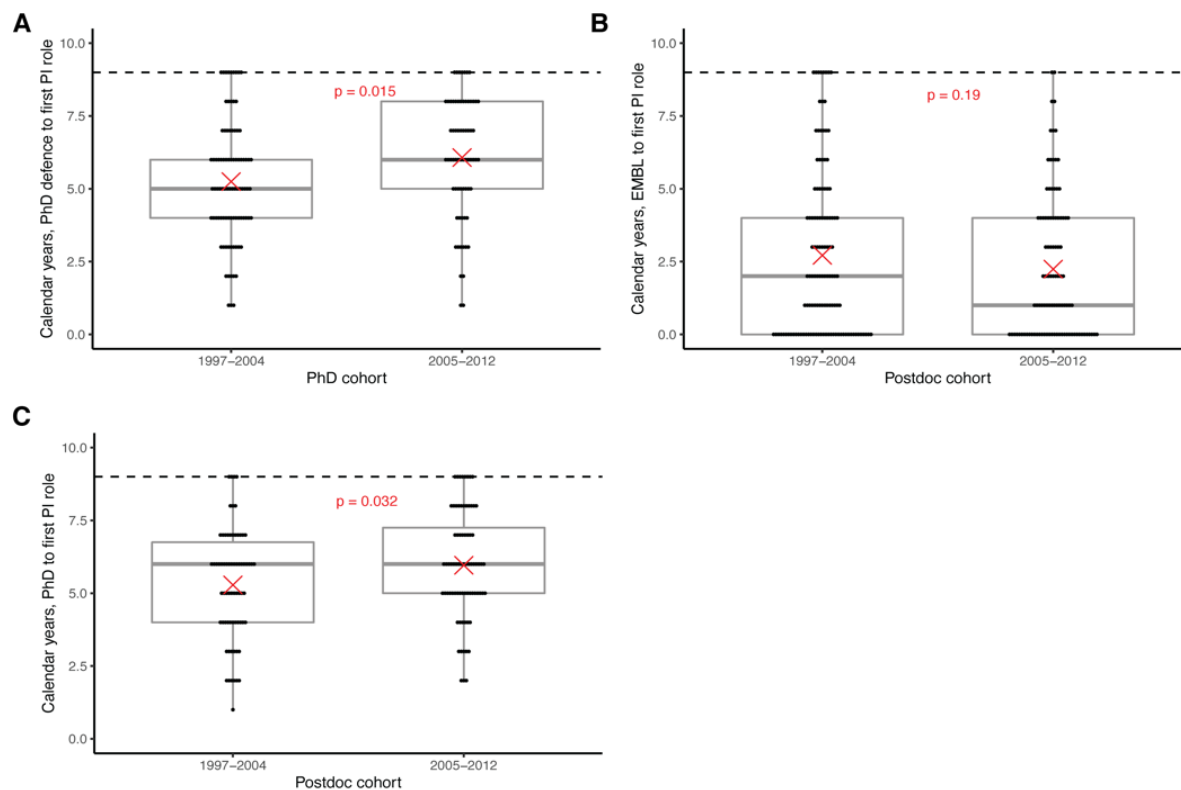 A
Calendar years, PhD defence to first PI role
10.0
7.5
5.0
2.5
0.0
p = 0.015
1997–2004
2005–2012
PhD cohort
B
Calendar years, EMBL to first PI role
10.0
7.5
5.0
2.5
0.0
p = 0.19
1997–2004
2005–2012
Postdoc cohort
C
Calendar years, PhD to first PI role
10.0
7.5
5.0
2.5
0.0
p = 0.032
1997–2004
2005–2012
Postdoc cohort